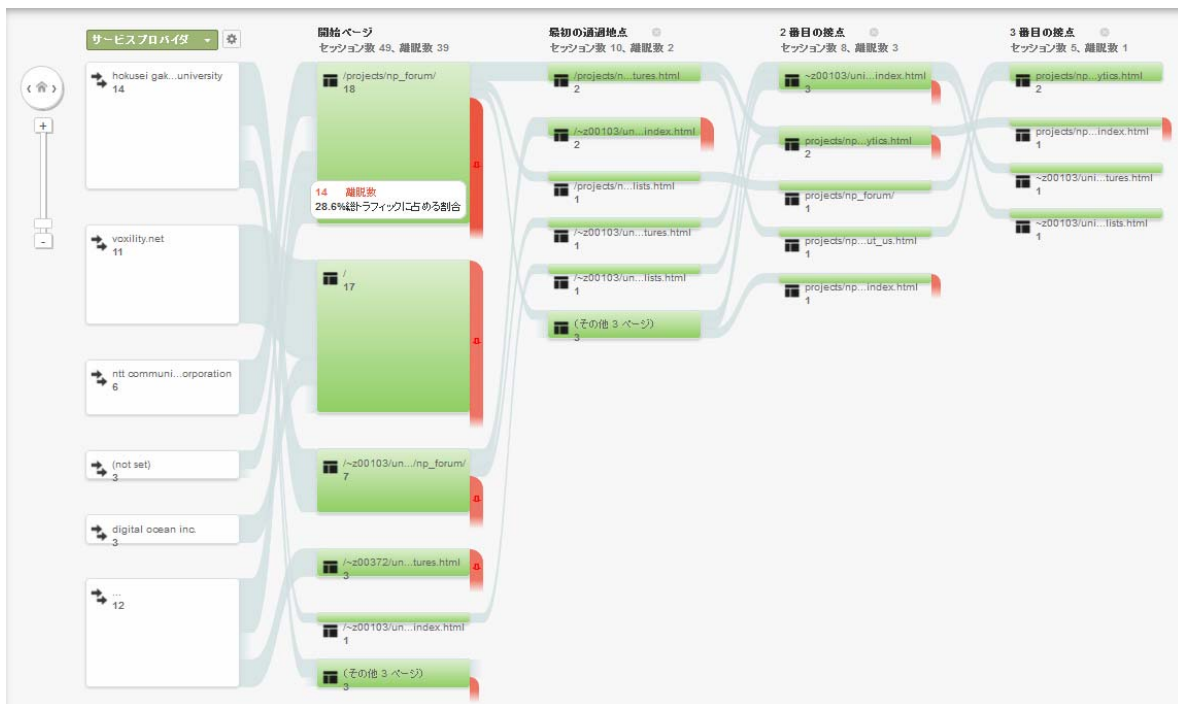 サービスプロバイダ
hokusei gak...university
14
voxility.net
11
ntt communi...orporation
6
(not set)
3
digital ocean inc.
3
...
12
開始ページ
セッション数 49、離脱数 39
/projects/np_forum/
18
14 離脱数
28.6%総トラフィックに占める割合
/
17
/~z00103/un.../np_forum/
7
/~z00372/un...tures.html
3
/~z00103/un...index.html
1
(その他 3 ページ)
3
最初の通過地点
セッション数 10、離脱数 2
/projects/n...tures.html
2
/~z00103/un...index.html
2
/projects/n...lists.html
1
/~z00103/un...tures.html
1
/~z00103/un...lists.html
1
(その他 3 ページ)
3
2 番目の接点
セッション数 8、離脱数 3
~z00103/uni...index.html
3
projects/np...ytics.html
2
projects/np_forum/
1
projects/np...ut_us.html
1
projects/np...index.html
1
3 番目の接点
セッション数 5、離脱数 1
projects/np...ytics.html
2
projects/np...index.html
1
~z00103/uni...tures.html
1
~z00103/uni...lists.html
1